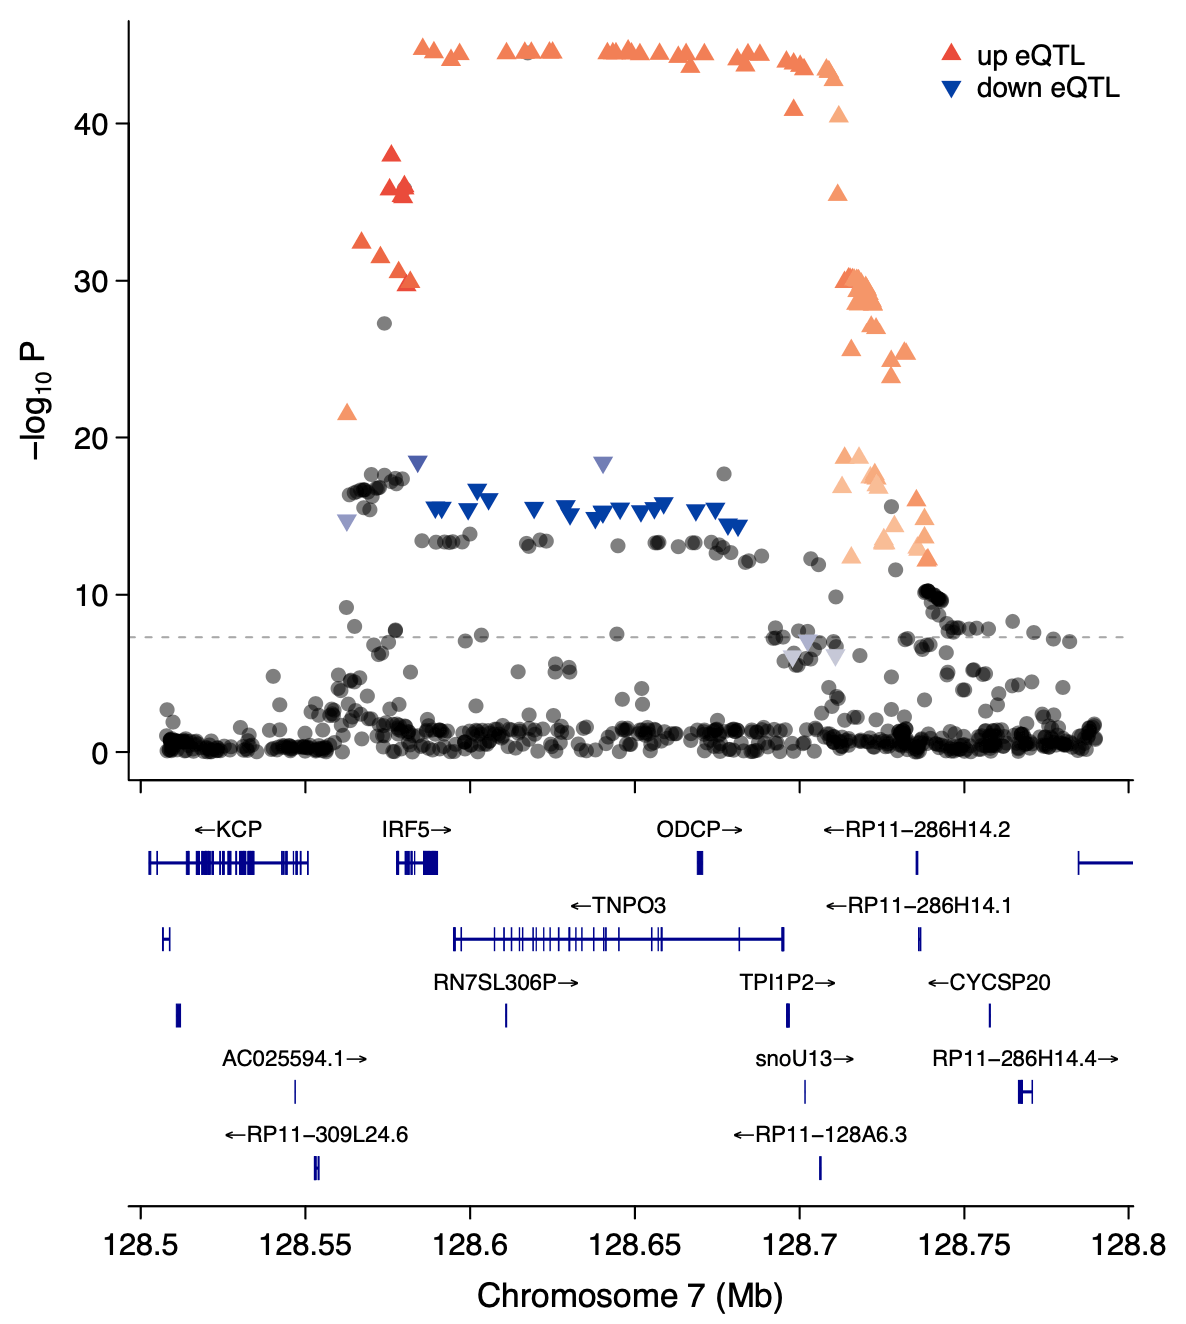 up eQTL
down eQTL
40
30
20
10
0
−log10 P
←KCP IRF5→ ODCP→ ←RP11−286H14.2
←TNPO3 ←RP11−286H14.1
RN7SL306P→ TPI1P2→ ←CYCSP20
AC025594.1→ snoU13→ RP11−286H14.4→
←RP11−309L24.6 ←RP11−128A6.3
128.5 128.55 128.6 128.65 128.7 128.75 128.8
Chromosome 7 (Mb)